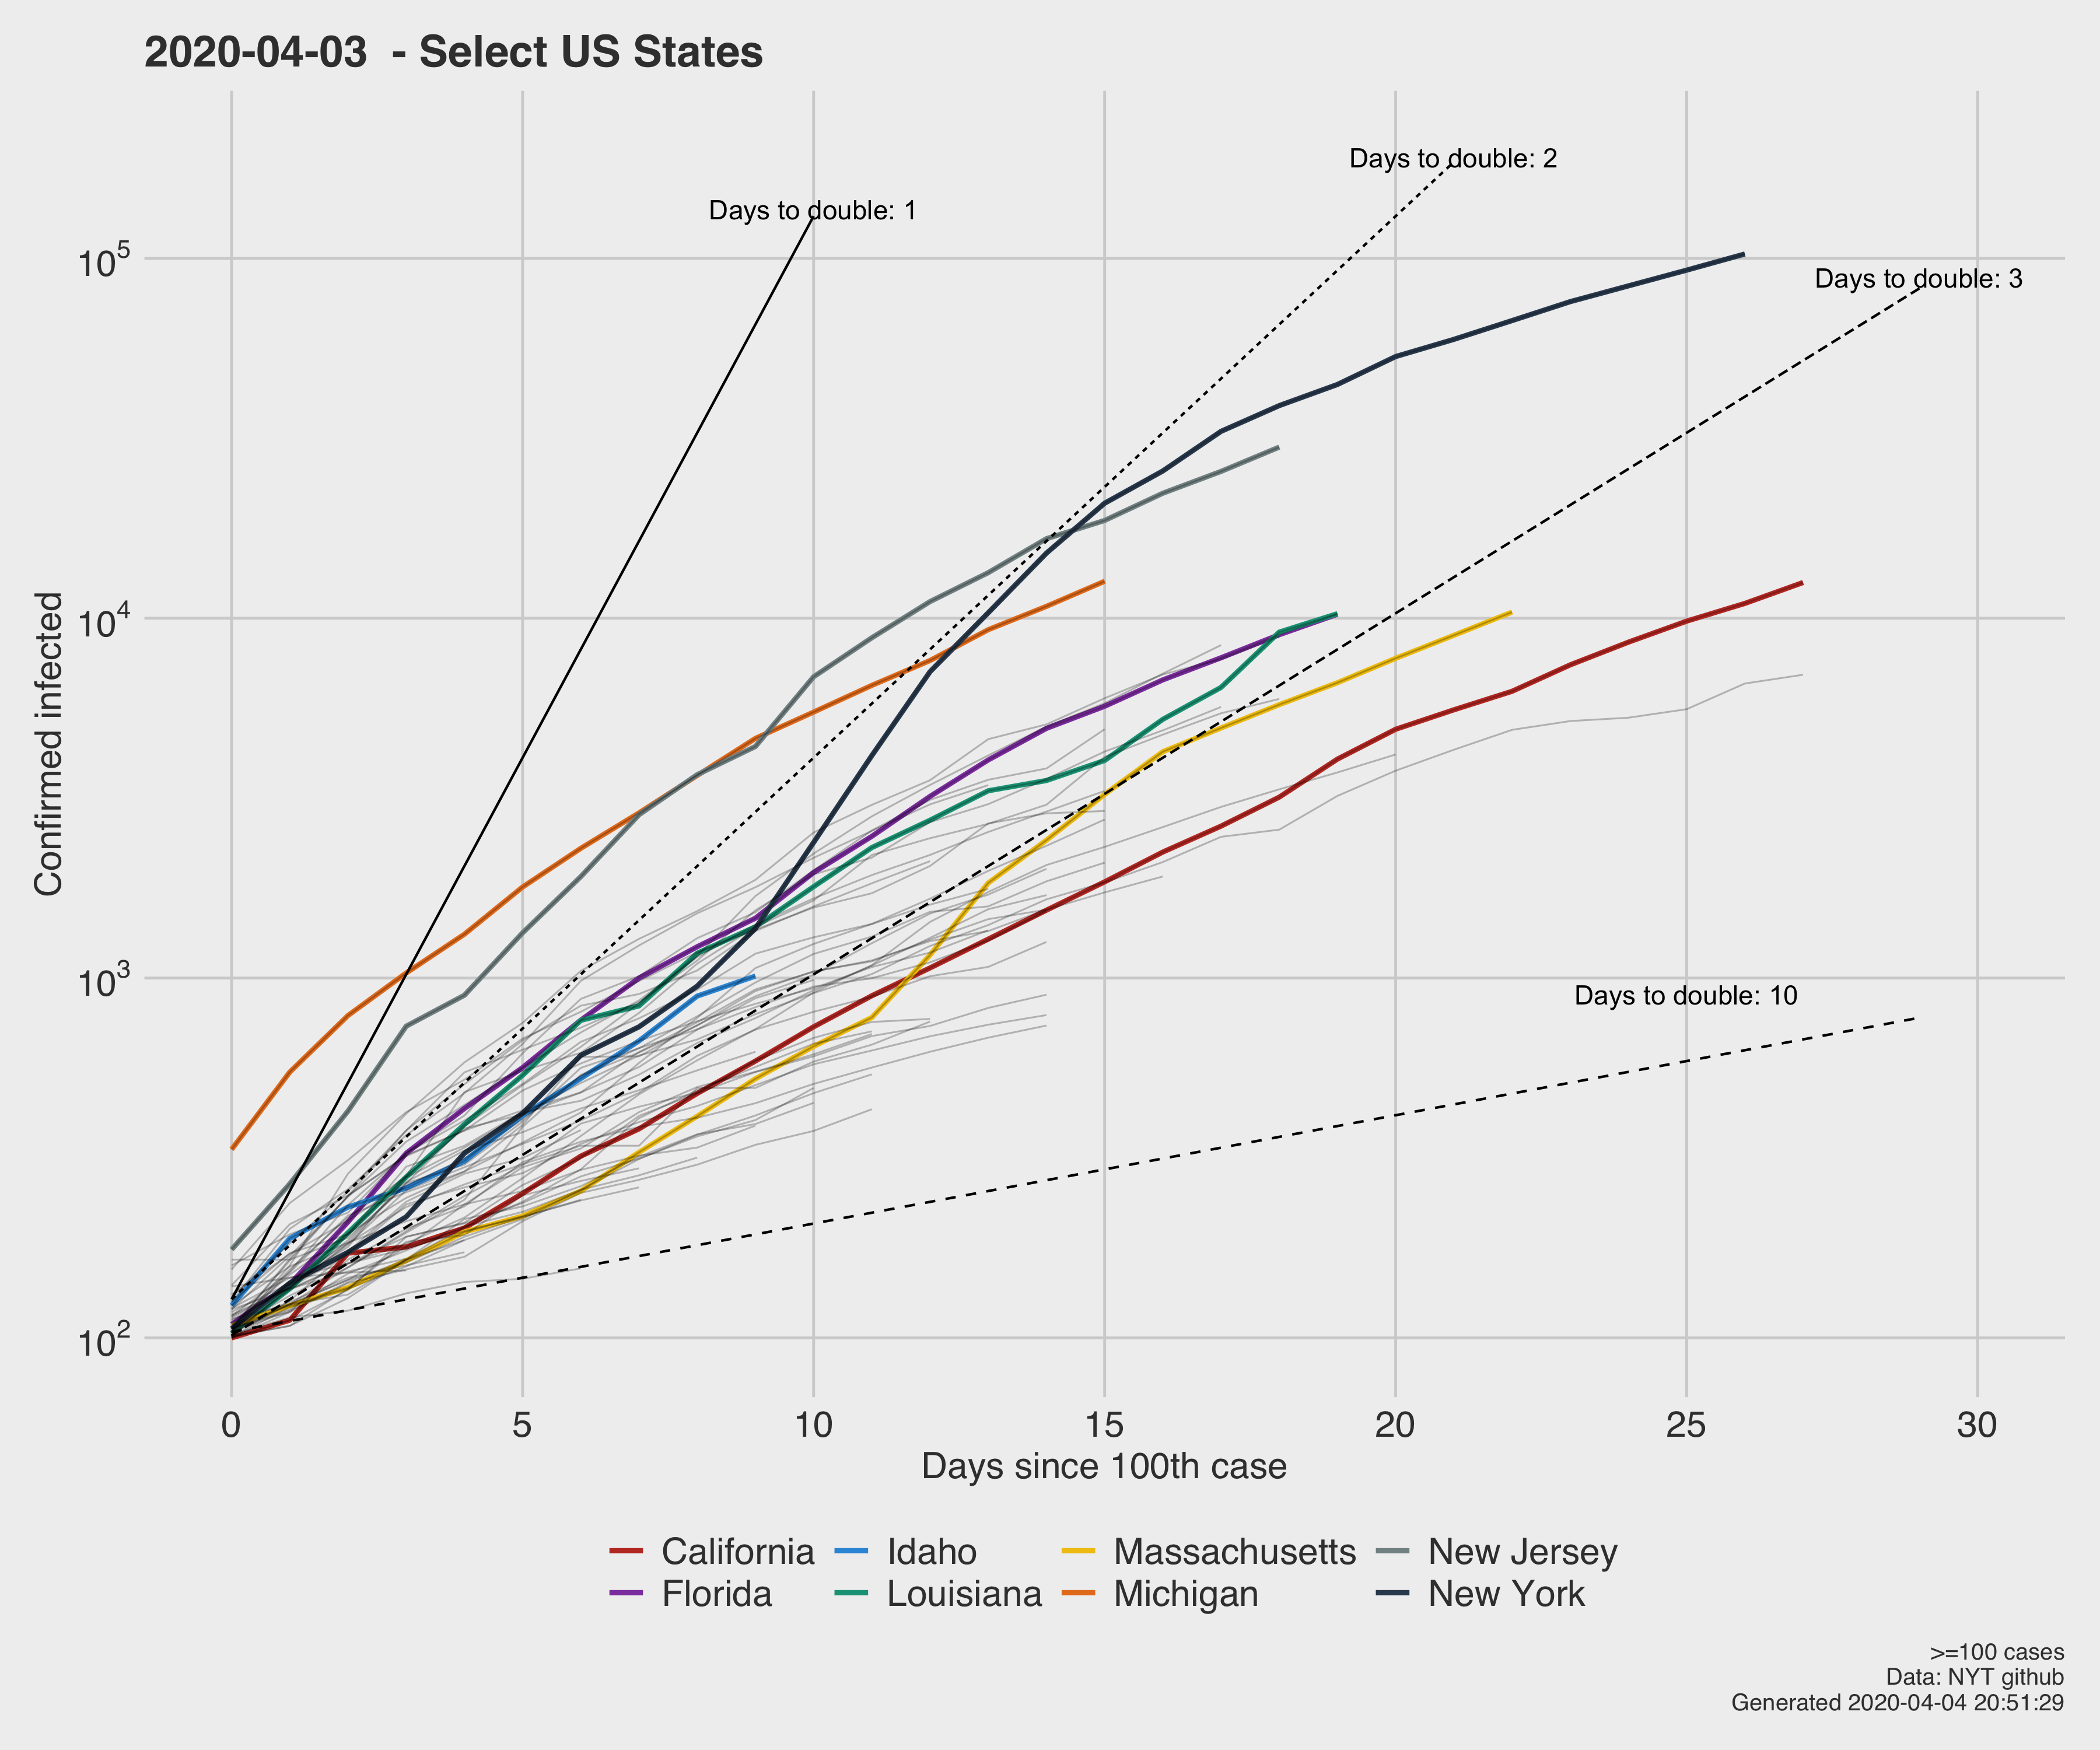 2020-04-03  - Select US States
Days to double: 2
Days to double: 1
Days to double: 3
Days to double: 10
Confirmed infected
10^5
10^4
10^3
10^2
0 5 10 15 20 25 30
Days since 100th case
California Idaho Massachusetts New Jersey
Florida Louisiana Michigan New York
>=100 cases
Data: NYT github
Generated 2020-04-04 20:51:29